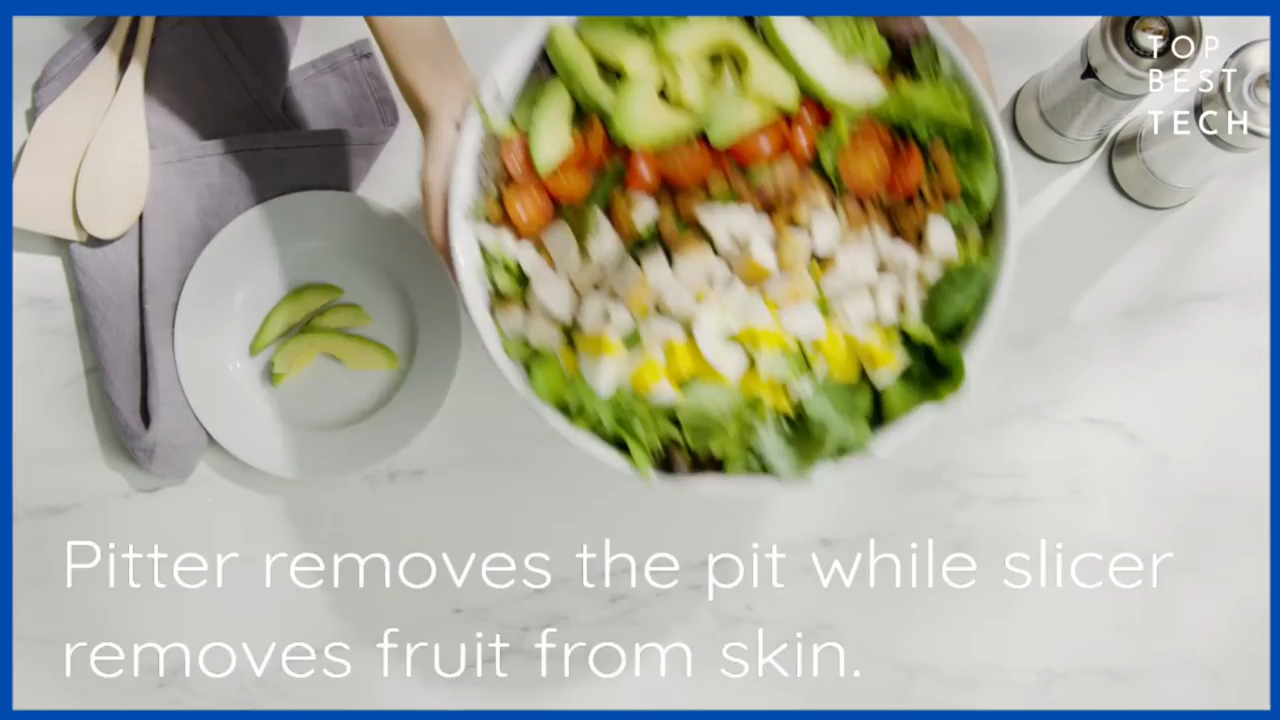 TOP
BEST
TECH
Pitter removes the pit while slicer
removes fruit from skin.